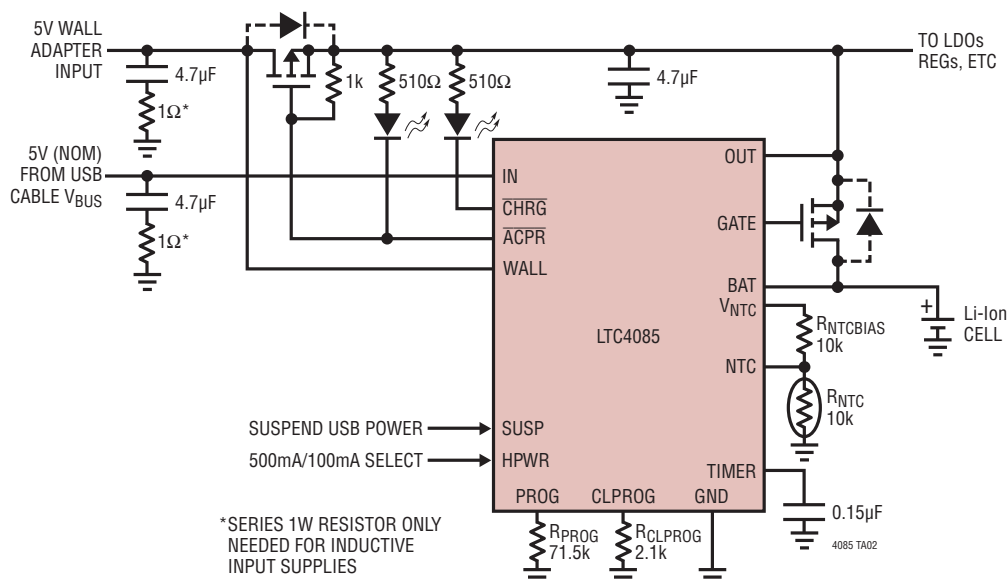 5V WALL
ADAPTER
INPUT
4.7µF
1Ω*
1k
510Ω
510Ω
4.7µF
TO LDOs
REGs, ETC
5V (NOM)
FROM USB
CABLE VBUS
4.7µF
1Ω*
IN
CHRG
ACPR
WALL
OUT
GATE
BAT
VNTC
LTC4085
NTC
RNTCBIAS
10k
RNTC
10k
+
Li-Ion
CELL
SUSPEND USB POWER
SUSP
500mA/100mA SELECT
HPWR
TIMER
PROG
CLPROG
GND
0.15µF
RPROG
71.5k
RCLPROG
2.1k
*SERIES 1W RESISTOR ONLY
NEEDED FOR INDUCTIVE
INPUT SUPPLIES
4085 TA02